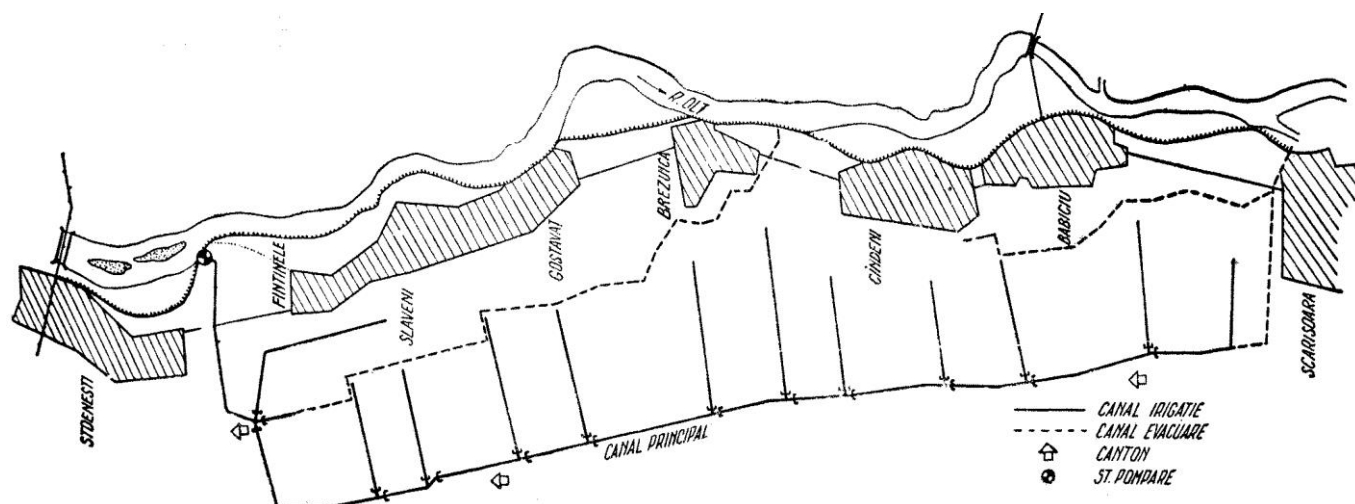 R. OLT
STOENESTI
FINTINELE
SLAVENI
GOSTAVAT
BREZUICA
CINDENI
BABICIU
SCARISOARA
CANAL PRINCIPAL
CANAL IRIGATIE
CANAL EVACUARE
CANTON
ST. POMPARE